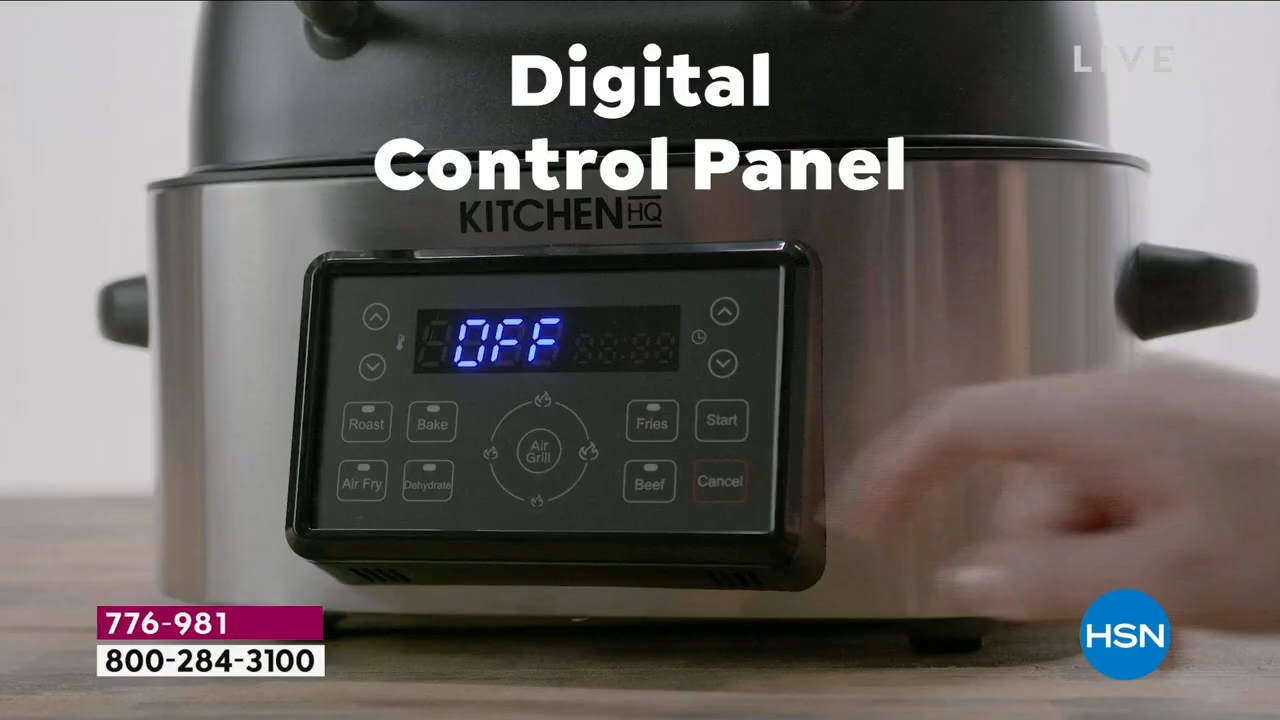 LIVE
Digital
Control Panel
KITCHEN HQ
OFF
Roast
Bake
Fries
Start
Air
Grill
Air Fry
Dehydrate
Beef
Cancel
776-981
800-284-3100
HSN